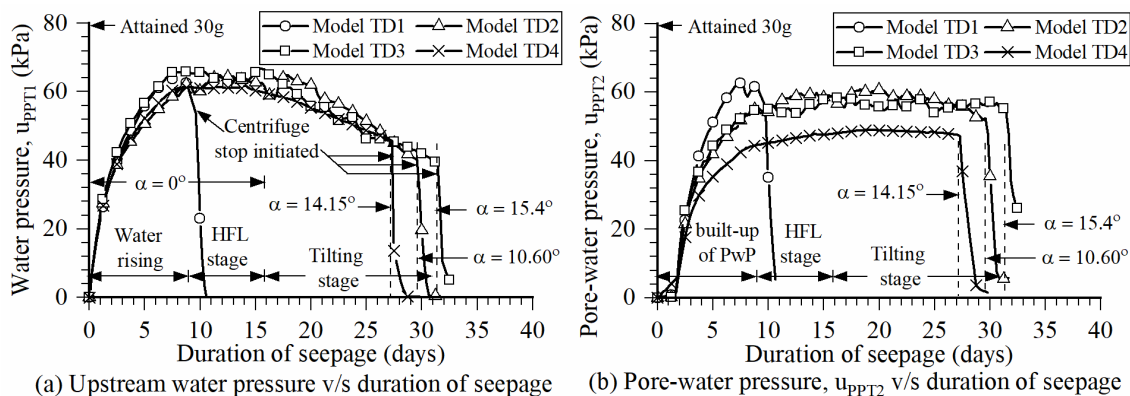 Attained 30g
Model TD1
Model TD2
Model TD3
Model TD4
Water pressure, uPPT1 (kPa)
80
60
40
20
0
Centrifuge
stop initiated
α = 0°
α = 14.15°
α = 15.4°
α = 10.60°
Water
rising
HFL
stage
Tilting
stage
0 5 10 15 20 25 30 35 40
Duration of seepage (days)
(a) Upstream water pressure v/s duration of seepage
Attained 30g
Model TD1
Model TD2
Model TD3
Model TD4
Pore-water pressure, uPPT2 (kPa)
80
60
40
20
0
α = 14.15°
α = 15.4°
α = 10.60°
built-up
of PwP
HFL
stage
Tilting
stage
0 5 10 15 20 25 30 35 40
Duration of seepage (days)
(b) Pore-water pressure, uPPT2 v/s duration of seepage